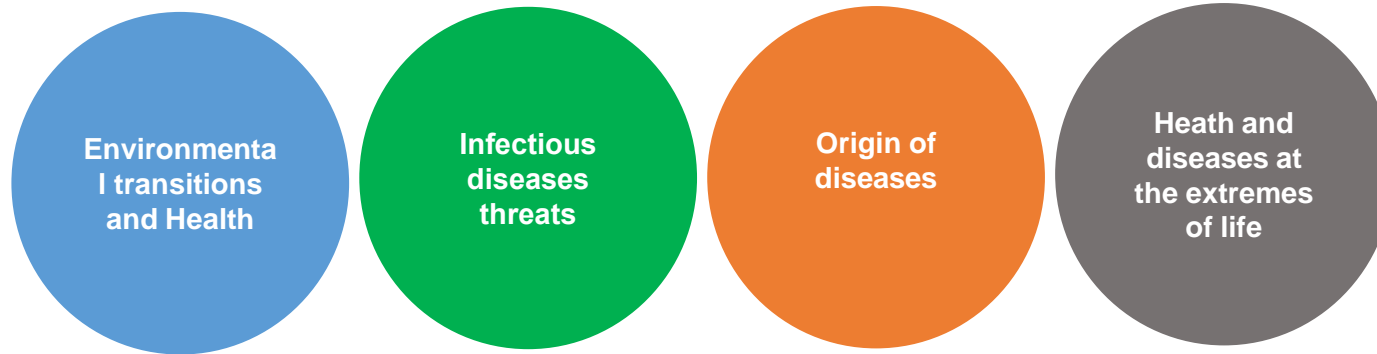 Environmenta
l transitions
and Health
Infectious
diseases
threats
Origin of
diseases
Heath and
diseases at
the extremes
of life